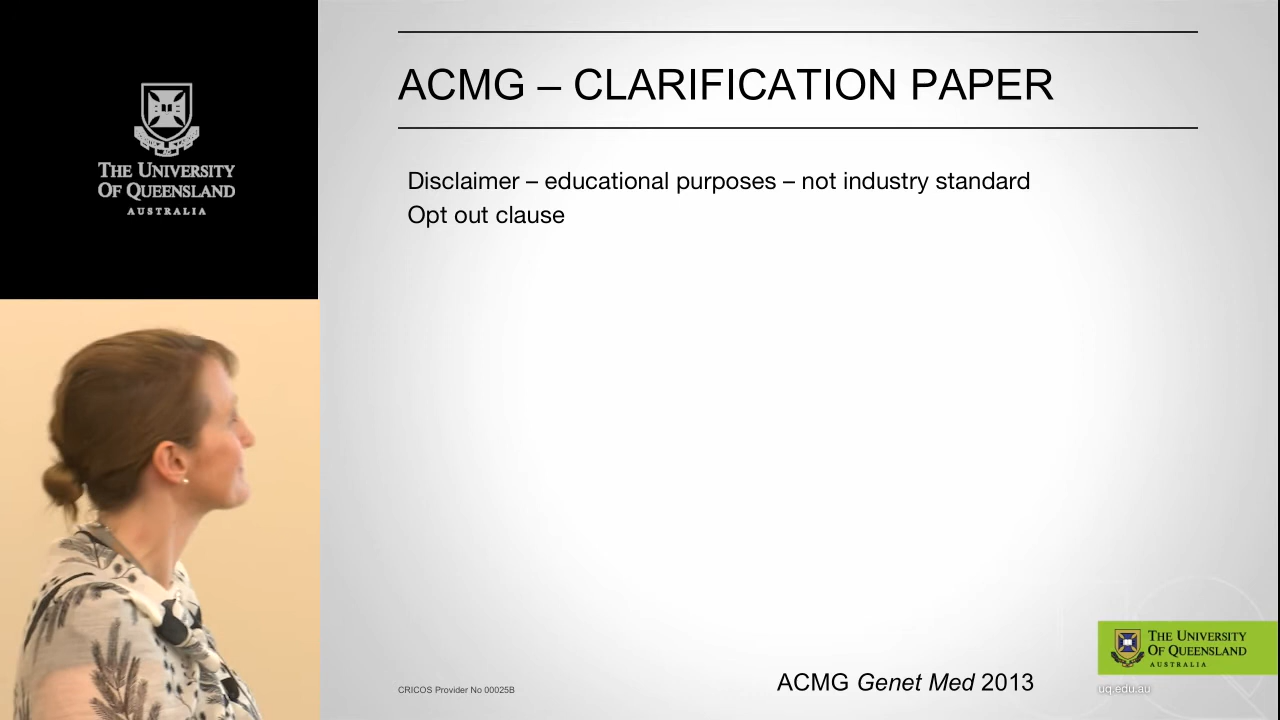 THE UNIVERSITY
OF QUEENSLAND
AUSTRALIA
ACMG – CLARIFICATION PAPER
Disclaimer – educational purposes – not industry standard
Opt out clause
CRICOS Provider No 00025B
ACMG Genet Med 2013
THE UNIVERSITY
OF QUEENSLAND
AUSTRALIA
uq.edu.au